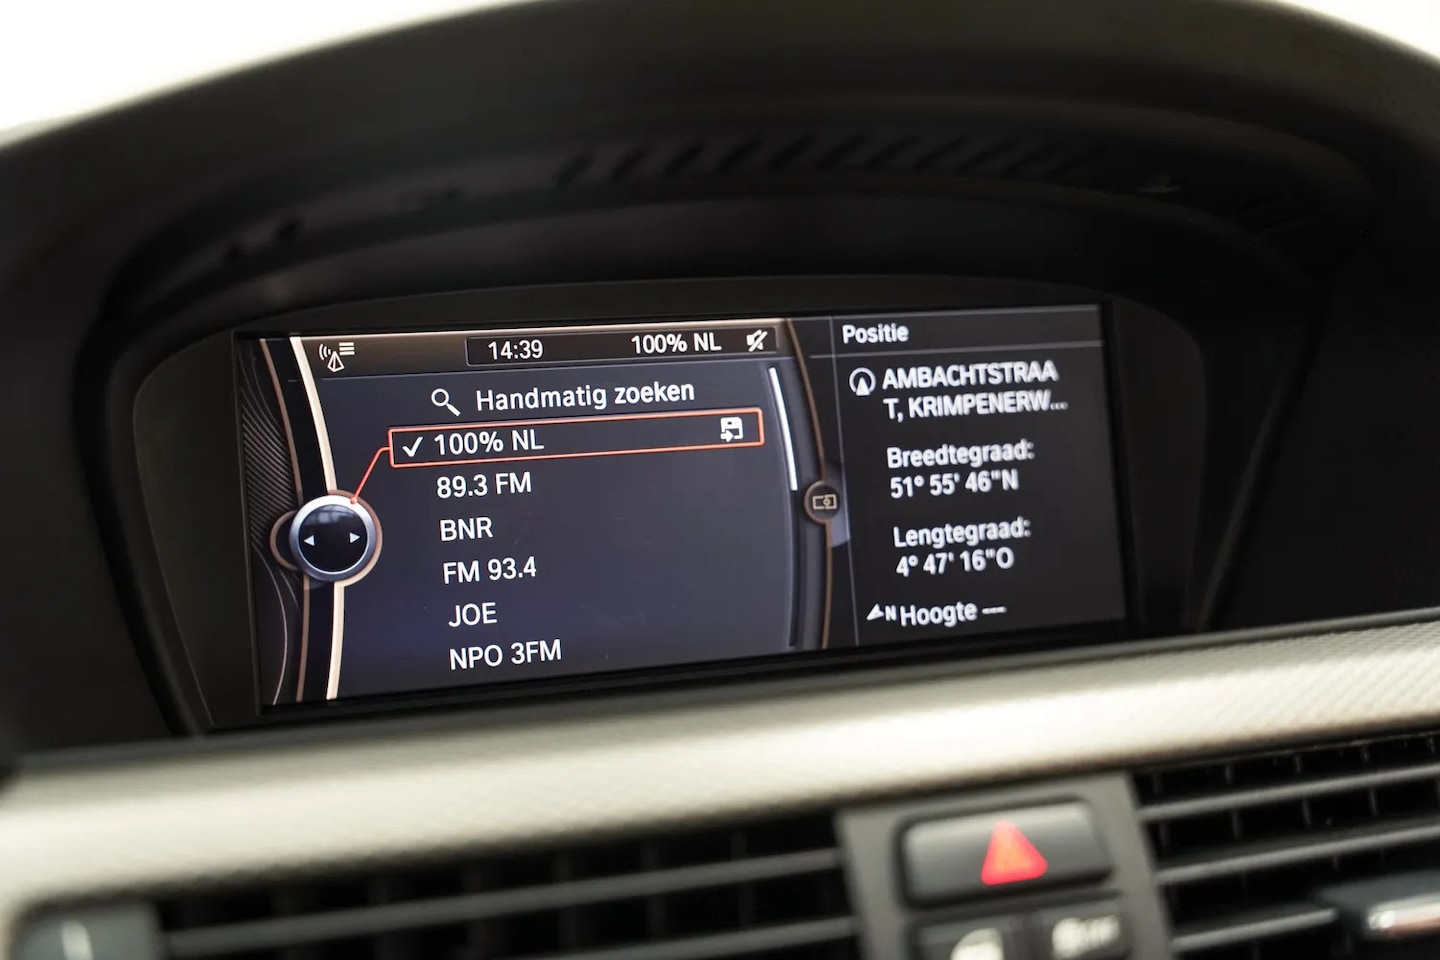 14:39 100% NL
Handmatig zoeken
100% NL
89.3 FM
BNR
FM 93.4
JOE
NPO 3FM
Positie
AMBACHTSTRAA
T, KRIMPENERW...
Breedtegraad:
51° 55' 46"N
Lengtegraad:
4° 47' 16"O
N Hoogte ---